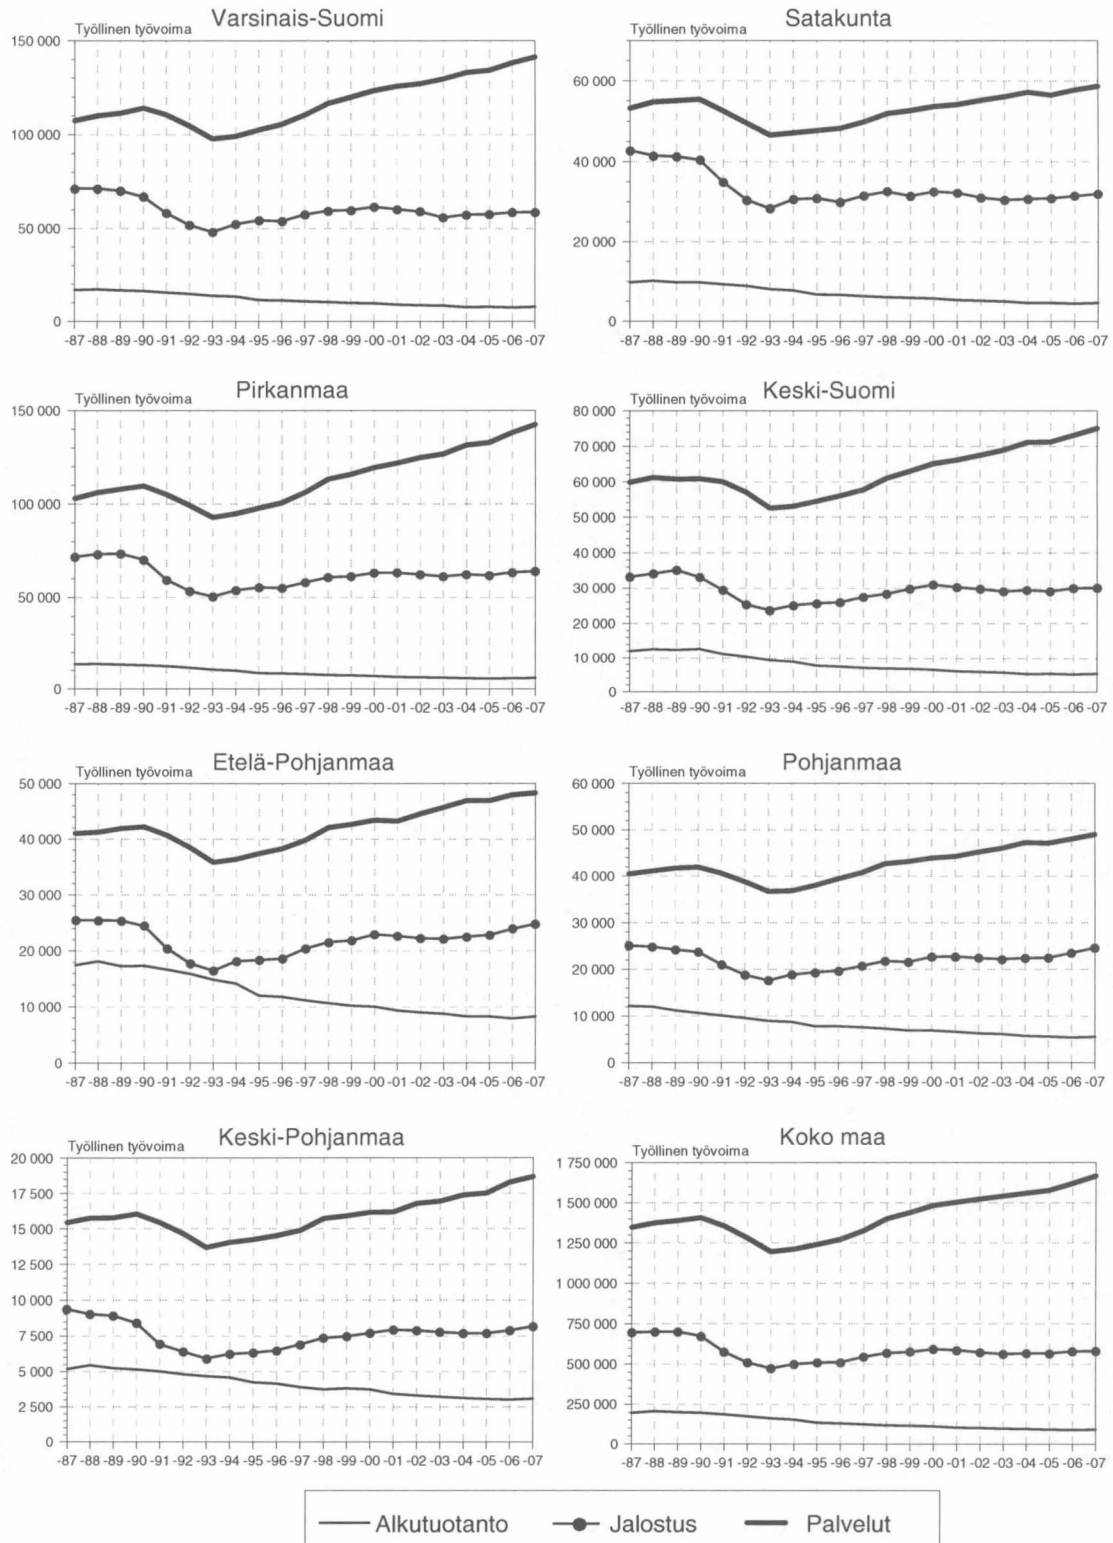 Varsinais-Suomi
Työllinen työvoima
150 000
100 000
50 000
0
-87 -88 -89 -90 -91 -92 -93 -94 -95 -96 -97 -98 -99 -00 -01 -02 -03 -04 -05 -06 -07
Satakunta
Työllinen työvoima
60 000
40 000
20 000
0
-87 -88 -89 -90 -91 -92 -93 -94 -95 -96 -97 -98 -99 -00 -01 -02 -03 -04 -05 -06 -07
Pirkanmaa
Työllinen työvoima
150 000
100 000
50 000
0
-87 -88 -89 -90 -91 -92 -93 -94 -95 -96 -97 -98 -99 -00 -01 -02 -03 -04 -05 -06 -07
Keski-Suomi
Työllinen työvoima
80 000
70 000
60 000
50 000
40 000
30 000
20 000
10 000
0
-87 -88 -89 -90 -91 -92 -93 -94 -95 -96 -97 -98 -99 -00 -01 -02 -03 -04 -05 -06 -07
Etelä-Pohjanmaa
Työllinen työvoima
50 000
40 000
30 000
20 000
10 000
0
-87 -88 -89 -90 -91 -92 -93 -94 -95 -96 -97 -98 -99 -00 -01 -02 -03 -04 -05 -06 -07
Pohjanmaa
Työllinen työvoima
60 000
50 000
40 000
30 000
20 000
10 000
0
-87 -88 -89 -90 -91 -92 -93 -94 -95 -96 -97 -98 -99 -00 -01 -02 -03 -04 -05 -06 -07
Keski-Pohjanmaa
Työllinen työvoima
20 000
17 500
15 000
12 500
10 000
7 500
5 000
2 500
0
-87 -88 -89 -90 -91 -92 -93 -94 -95 -96 -97 -98 -99 -00 -01 -02 -03 -04 -05 -06 -07
Koko maa
Työllinen työvoima
1 750 000
1 500 000
1 250 000
1 000 000
750 000
500 000
250 000
0
-87 -88 -89 -90 -91 -92 -93 -94 -95 -96 -97 -98 -99 -00 -01 -02 -03 -04 -05 -06 -07
Alkutuotanto Jalostus Palvelut